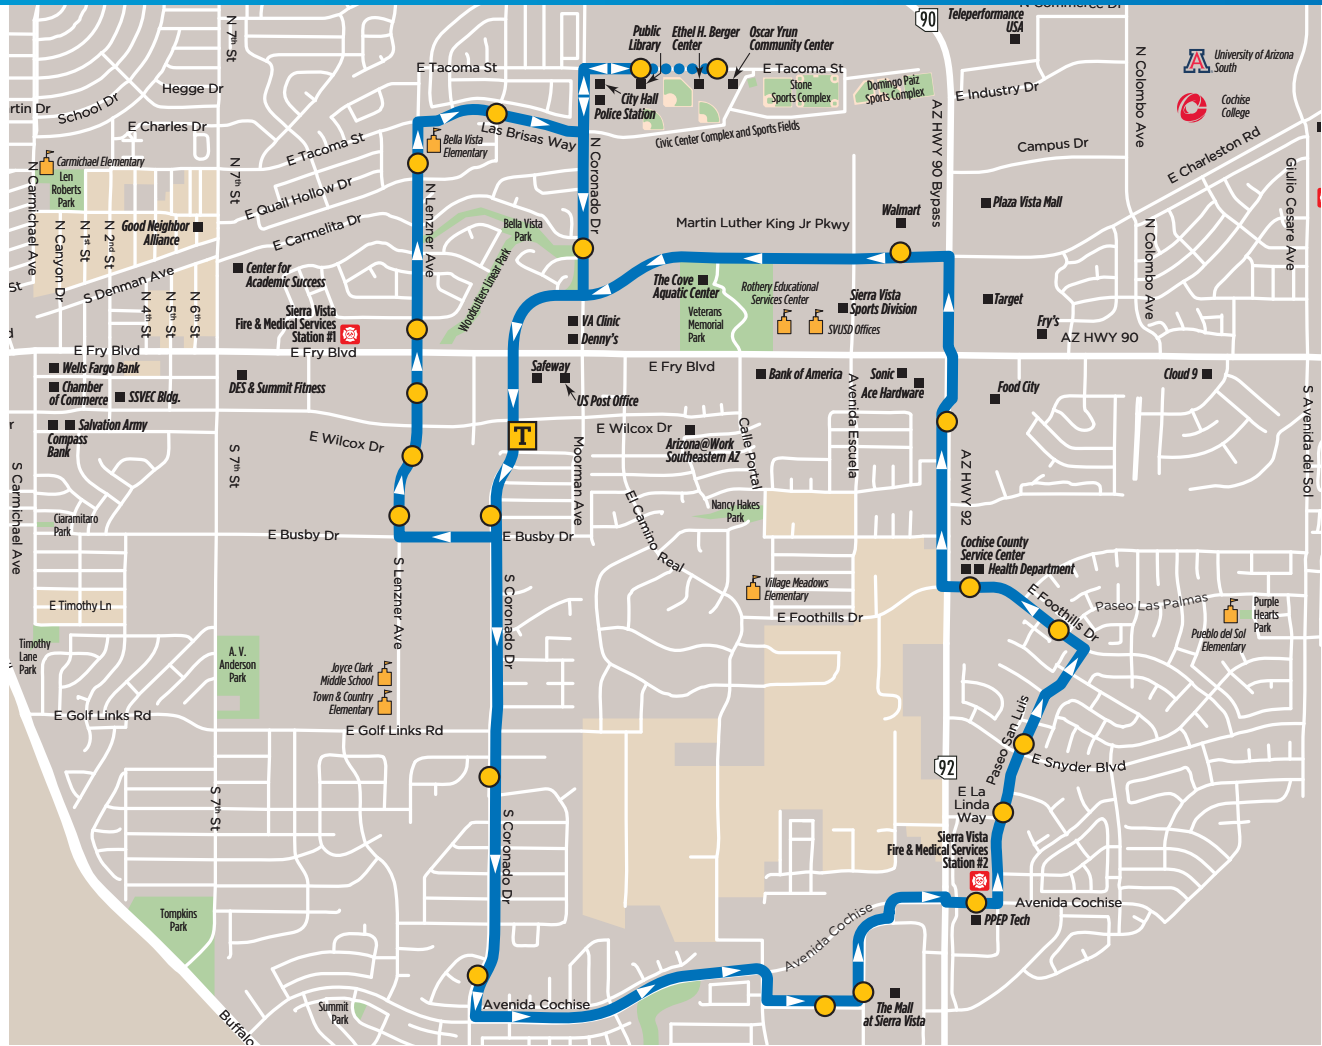 N Commerce Dr
Teleperformance
USA
90
N 7th St
Public
Library
Ethel H. Berger
Center
Oscar Yrun
Community Center
E Tacoma St
E Tacoma St
Hegge Dr
School Dr
rtin Dr
E Charles Dr
City Hall
Police Station
Stone
Sports Complex
Domingo Paiz
Sports Complex
E Industry Dr
N Colombo Ave
University of Arizona
South
Cochise
College
Las Brisas Way
Civic Center Complex and Sports Fields
Bella Vista
Elementary
E Tacoma St
Carmichael Elementary
Len
Roberts
Park
N Carmichael Ave
N 7th St
N Coronado Dr
AZ HWY 90 Bypass
Campus Dr
E Charleston Rd
Giulio Cesare Ave
E Quail Hollow Dr
N Lenzner Ave
Plaza Vista Mall
Walmart
Martin Luther King Jr Pkwy
N Canyon Dr
N 1st St
N 2nd St
Good Neighbor
Alliance
E Carmelita Dr
Bella Vista
Park
Woodcutters Linear Park
N Colombo Ave
S Denman Ave
St
Center for
Academic Success
The Cove
Aquatic Center
Rothery Educational
Services Center
Sierra Vista
Sports Division
SVUSD Offices
Veterans
Memorial
Park
Target
Fry's
AZ HWY 90
N 4th St
N 5th St
N 6th St
Sierra Vista
Fire & Medical Services
Station #1
VA Clinic
Denny's
E Fry Blvd
E Fry Blvd
E Fry Blvd
Wells Fargo Bank
Chamber
of Commerce
SSVEC Bldg.
DES & Summit Fitness
Safeway
US Post Office
Bank of America
Sonic
Ace Hardware
Food City
Cloud 9
Salvation Army
Compass
Bank
E Wilcox Dr
T
E Wilcox Dr
Arizona@Work
Southeastern AZ
Calle Portal
Avenida Escuela
S Avenida del Sol
S 7th St
S Carmichael Ave
Moorman Ave
AZ HWY 92
Ciaramitaro
Park
E Busby Dr
E Busby Dr
El Camino Real
Nancy Hakes
Park
Cochise County
Service Center
Health Department
S Lenzner Ave
S Coronado Dr
Village Meadows
Elementary
E Foothills Dr
E Foothills Dr
Paseo Las Palmas
Purple
Hearts
Park
Pueblo del Sol
Elementary
E Timothy Ln
Timothy
Lane
Park
A. V.
Anderson
Park
Joyce Clark
Middle School
Town & Country
Elementary
E Golf Links Rd
E Golf Links Rd
Paseo San Luis
E Snyder Blvd
92
E La
Linda
Way
S 7th St
S Coronado Dr
Sierra Vista
Fire & Medical Services
Station #2
Avenida Cochise
PPEP Tech
Tompkins
Park
Avenida Cochise
Summit
Park
Avenida Cochise
The Mall
at Sierra Vista
Buffalo